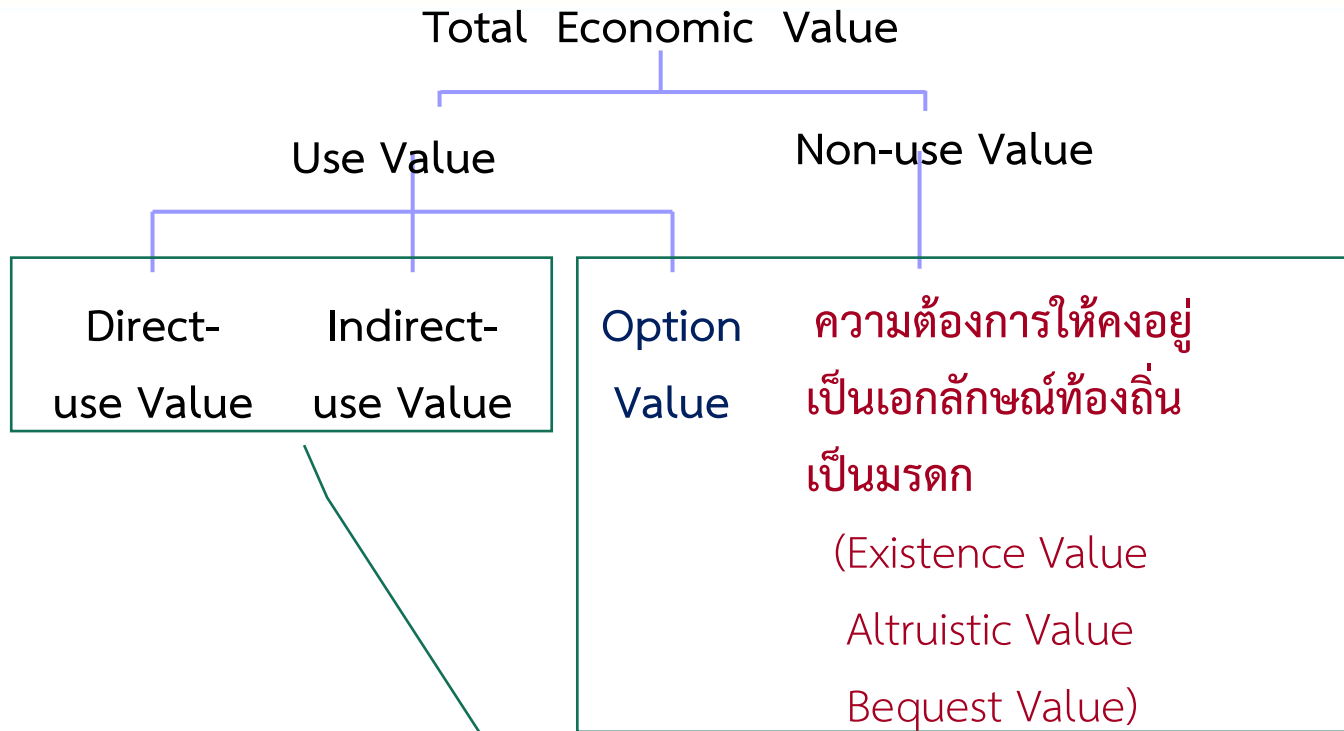 Total Economic Value
Use Value
Non-use Value
Direct-
use Value
Indirect-
use Value
Option
Value
ความต้องการให้คงอยู่
เป็นเอกลักษณ์ท้องถิ่น
เป็นมรดก
(Existence Value
Altruistic Value
Bequest Value)